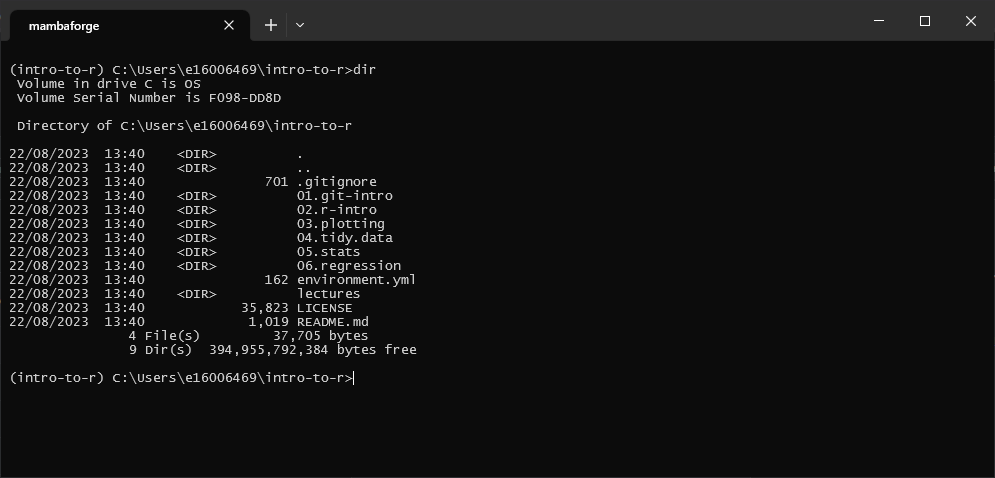 mambaforge
(intro-to-r) C:\Users\e16006469\intro-to-r>dir
 Volume in drive C is OS
 Volume Serial Number is F098-DD8D

 Directory of C:\Users\e16006469\intro-to-r

22/08/2023  13:40    <DIR>          .
22/08/2023  13:40    <DIR>          ..
22/08/2023  13:40               701 .gitignore
22/08/2023  13:40    <DIR>          01.git-intro
22/08/2023  13:40    <DIR>          02.r-intro
22/08/2023  13:40    <DIR>          03.plotting
22/08/2023  13:40    <DIR>          04.tidy.data
22/08/2023  13:40    <DIR>          05.stats
22/08/2023  13:40    <DIR>          06.regression
22/08/2023  13:40               162 environment.yml
22/08/2023  13:40    <DIR>          lectures
22/08/2023  13:40            35,823 LICENSE
22/08/2023  13:40             1,019 README.md
               4 File(s)         37,705 bytes
               9 Dir(s)  394,955,792,384 bytes free

(intro-to-r) C:\Users\e16006469\intro-to-r>